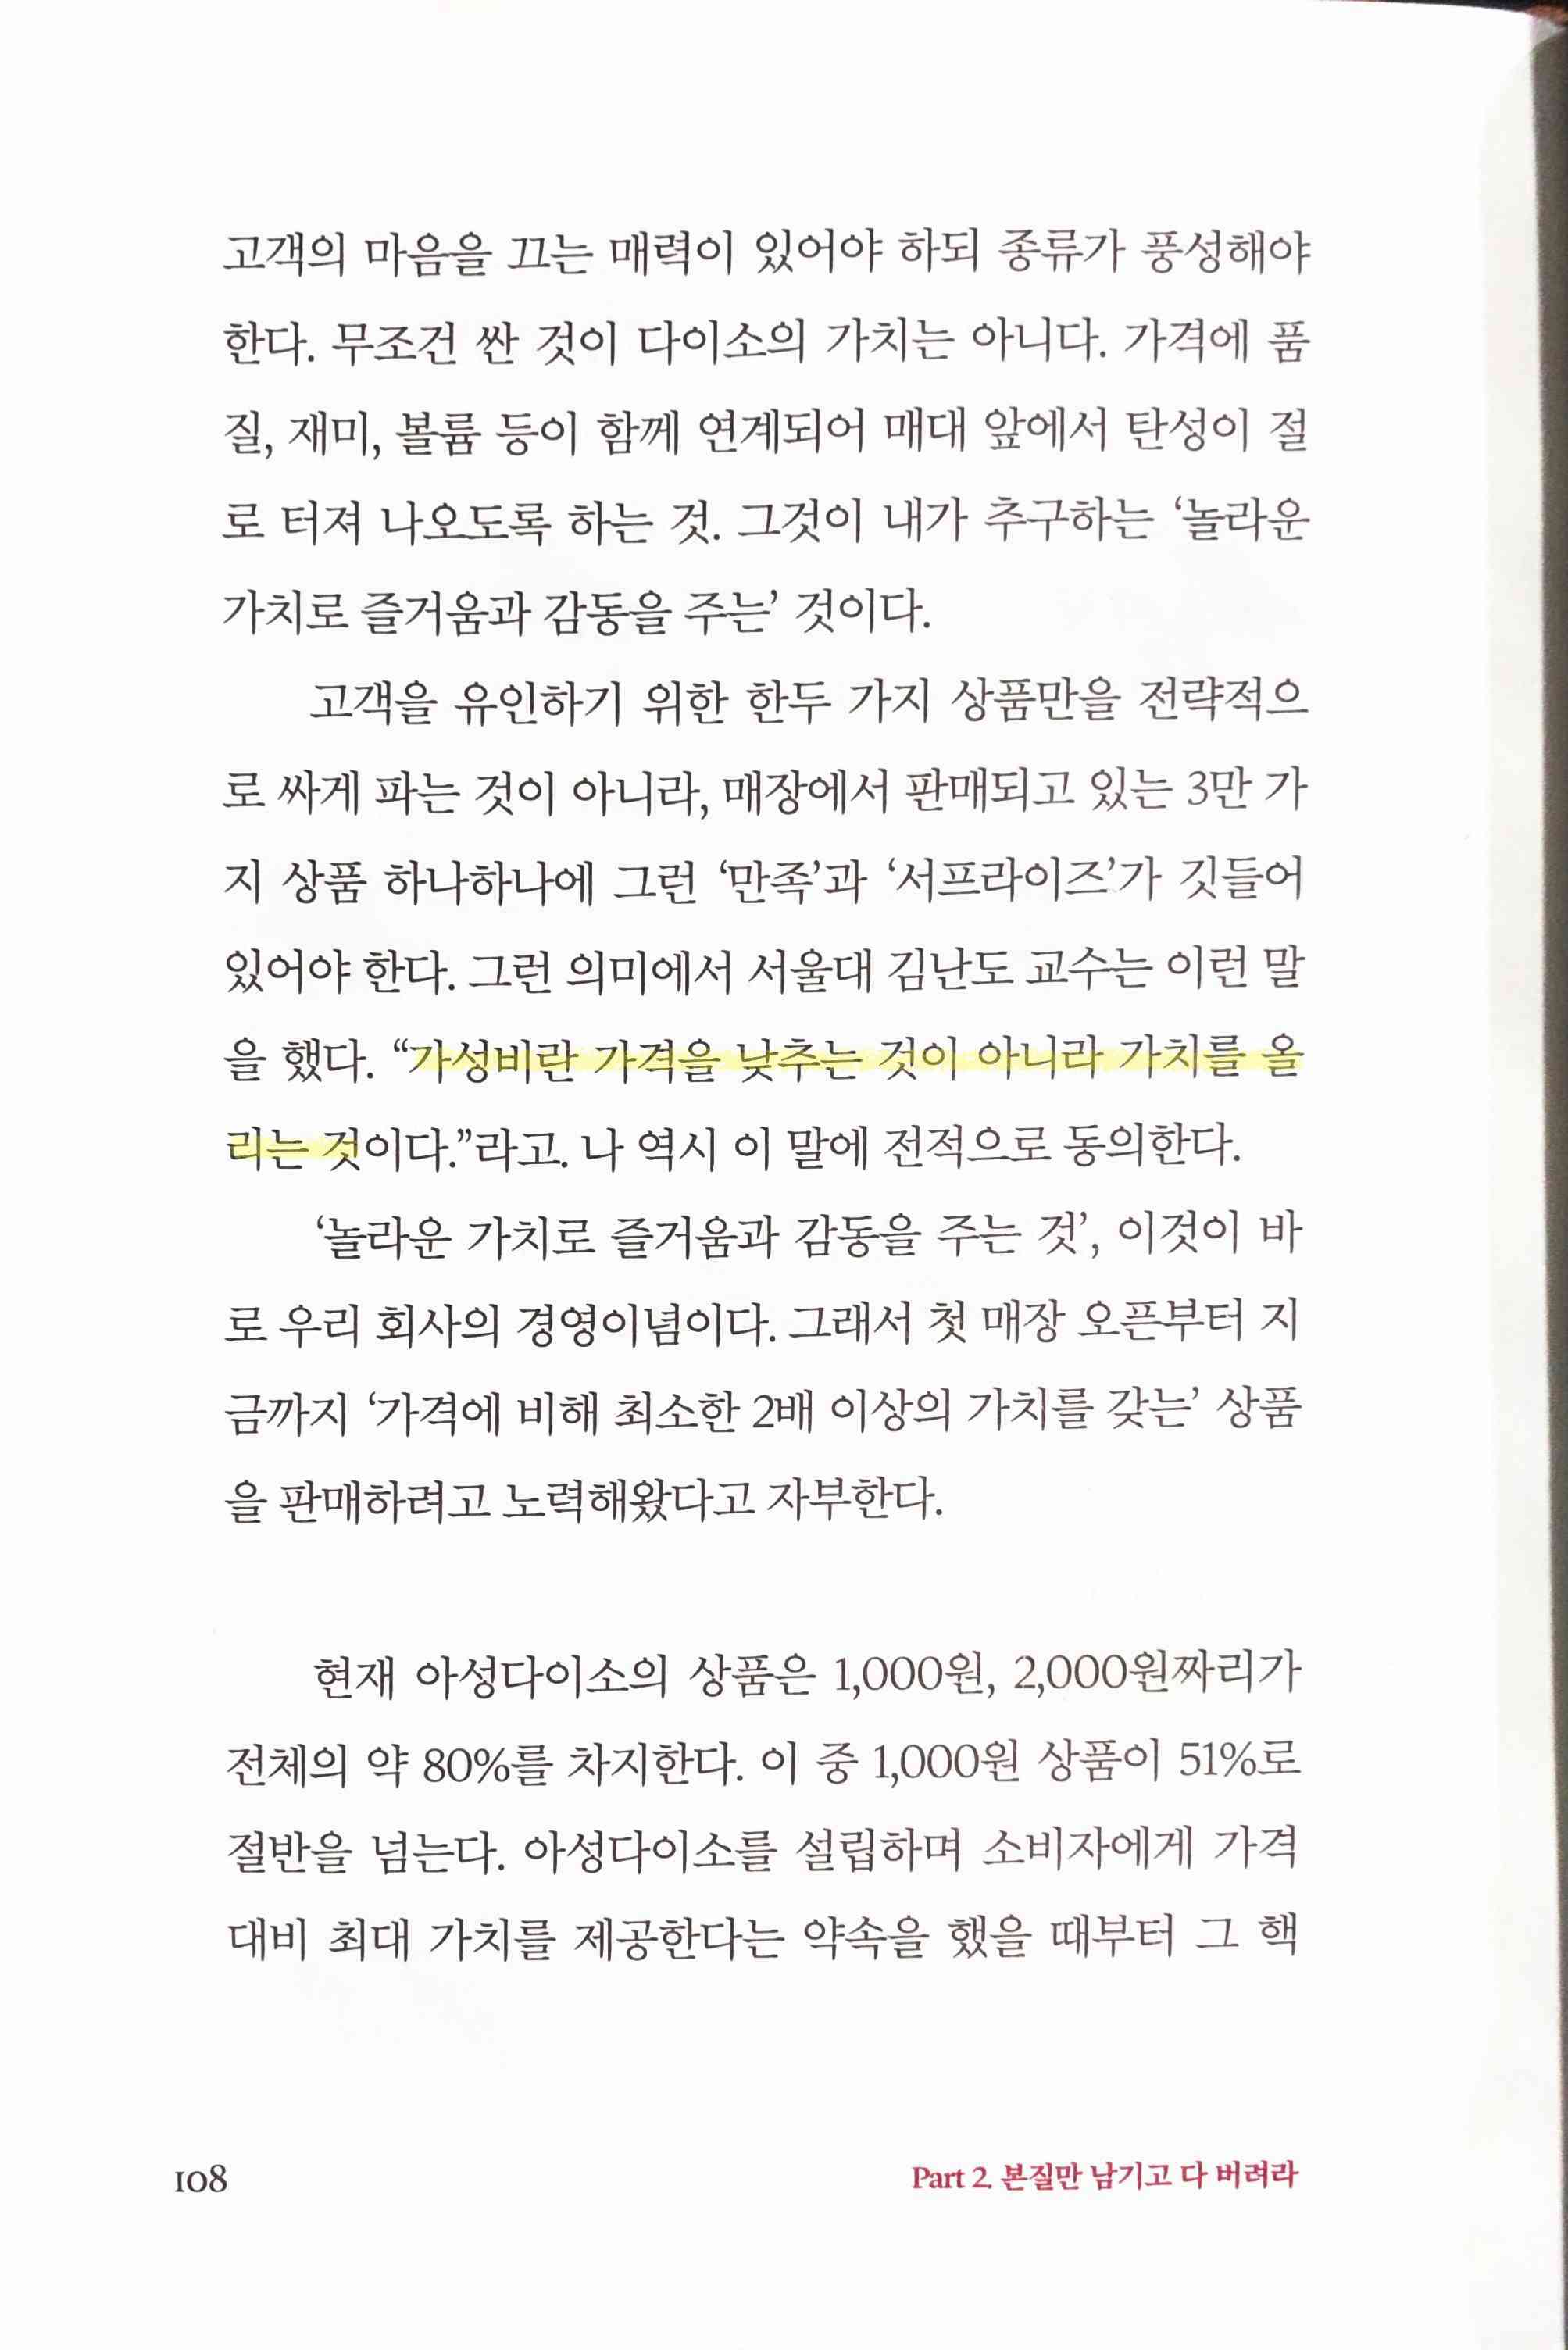 고객의 마음을 끄는 매력이 있어야 하되 종류가 풍성해야
한다. 무조건 싼 것이 다이소의 가치는 아니다. 가격에 품
질, 재미, 볼륨 등이 함께 연계되어 매대 앞에서 탄성이 절
로 터져 나오도록 하는 것. 그것이 내가 추구하는 ‘놀라운
가치로 즐거움과 감동을 주는’ 것이다.
고객을 유인하기 위한 한두 가지 상품만을 전략적으
로 싸게 파는 것이 아니라, 매장에서 판매되고 있는 3만 가
지 상품 하나하나에 그런 ‘만족’과 ‘서프라이즈’가 깃들어
있어야 한다. 그런 의미에서 서울대 김난도 교수는 이런 말
을 했다. “가성비란 가격을 낮추는 것이 아니라 가치를 올
리는 것이다.”라고. 나 역시 이 말에 전적으로 동의한다.
‘놀라운 가치로 즐거움과 감동을 주는 것’, 이것이 바
로 우리 회사의 경영이념이다. 그래서 첫 매장 오픈부터 지
금까지 ‘가격에 비해 최소한 2배 이상의 가치를 갖는’ 상품
을 판매하려고 노력해왔다고 자부한다.
현재 아성다이소의 상품은 1,000원, 2,000원짜리가
전체의 약 80%를 차지한다. 이 중 1,000원 상품이 51%로
절반을 넘는다. 아성다이소를 설립하며 소비자에게 가격
대비 최대 가치를 제공한다는 약속을 했을 때부터 그 핵
108
Part 2. 본질만 남기고 다 버려라